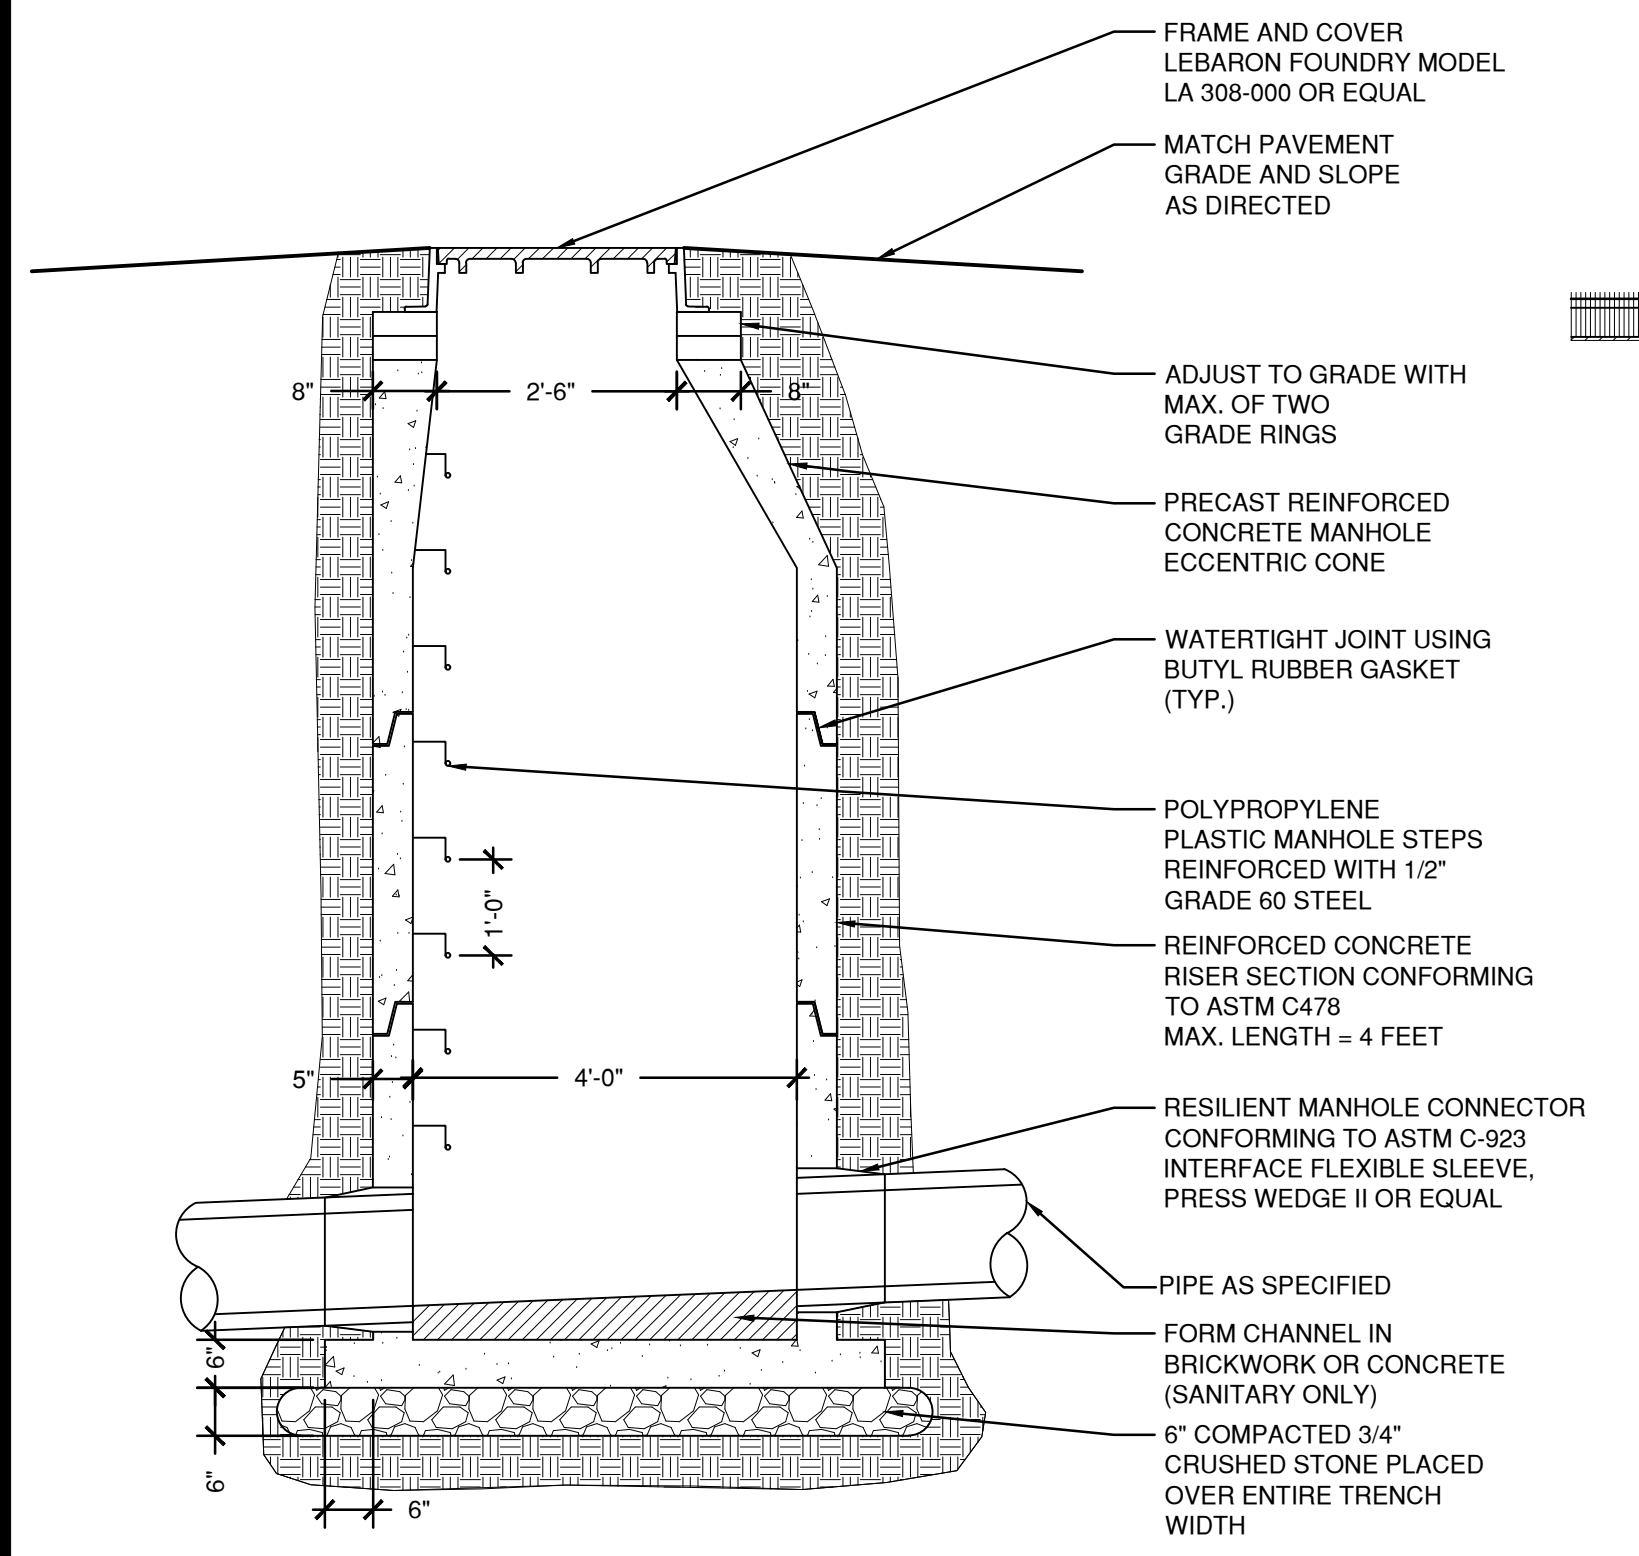 FRAME AND COVER
LEBARON FOUNDRY MODEL
LA 308-000 OR EQUAL
MATCH PAVEMENT
GRADE AND SLOPE
AS DIRECTED
ADJUST TO GRADE WITH
MAX. OF TWO
GRADE RINGS
8"
2'-6"
8"
PRECAST REINFORCED
CONCRETE MANHOLE
ECCENTRIC CONE
WATERTIGHT JOINT USING
BUTYL RUBBER GASKET
(TYP.)
POLYPROPYLENE
PLASTIC MANHOLE STEPS
REINFORCED WITH 1/2"
GRADE 60 STEEL
1'-0"
REINFORCED CONCRETE
RISER SECTION CONFORMING
TO ASTM C478
MAX. LENGTH = 4 FEET
5"
4'-0"
RESILIENT MANHOLE CONNECTOR
CONFORMING TO ASTM C-923
INTERFACE FLEXIBLE SLEEVE,
PRESS WEDGE II OR EQUAL
PIPE AS SPECIFIED
FORM CHANNEL IN
BRICKWORK OR CONCRETE
(SANITARY ONLY)
6"
6" COMPACTED 3/4"
CRUSHED STONE PLACED
OVER ENTIRE TRENCH
WIDTH
6"
6"